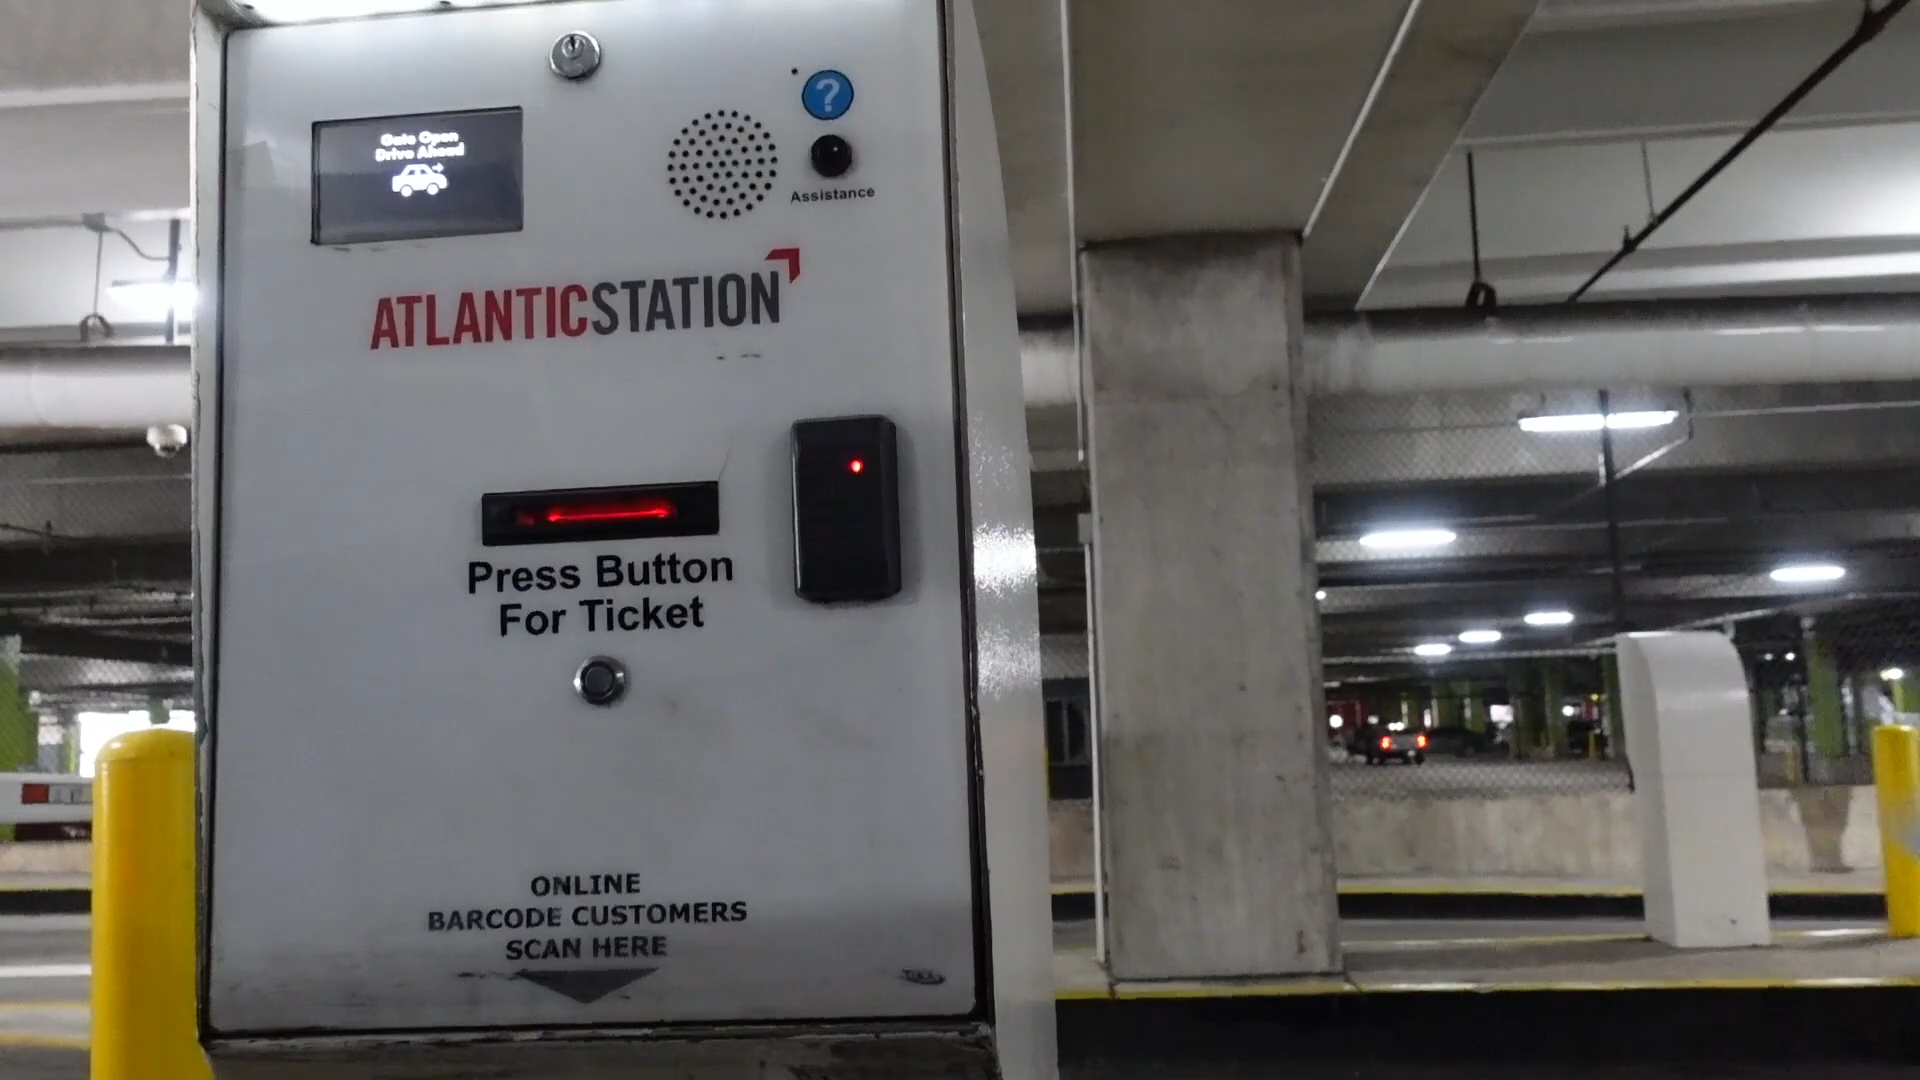 Gate Open
Drive Ahead
?
Assistance
ATLANTICSTATION
Press Button
For Ticket
ONLINE
BARCODE CUSTOMERS
SCAN HERE